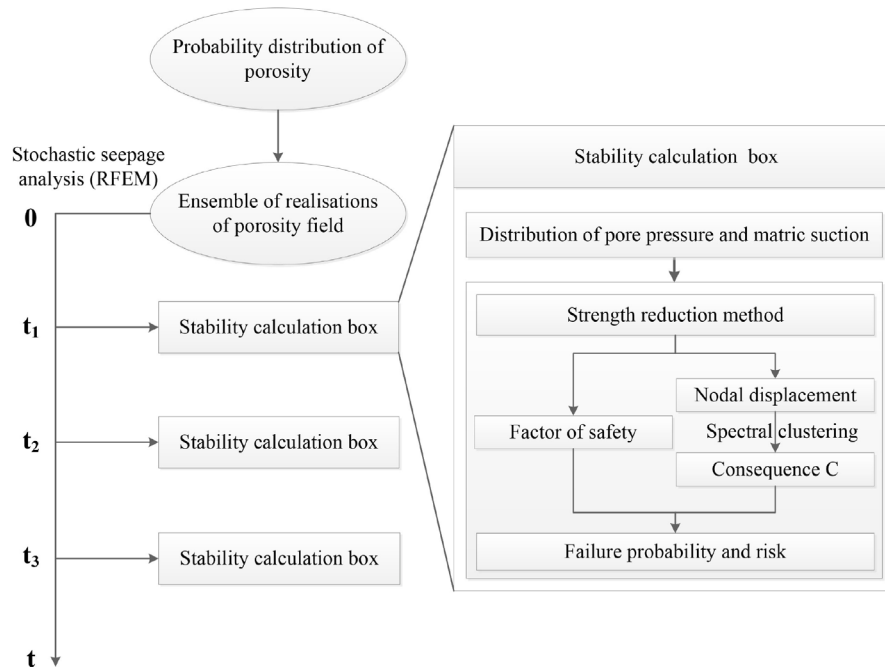 Probability distribution of
porosity
Stochastic seepage
analysis (RFEM)
Ensemble of realisations
of porosity field
0
t1
Stability calculation box
t2
Stability calculation box
t3
Stability calculation box
t
Stability calculation box
Distribution of pore pressure and matric suction
Strength reduction method
Nodal displacement
Factor of safety
Spectral clustering
Consequence C
Failure probability and risk